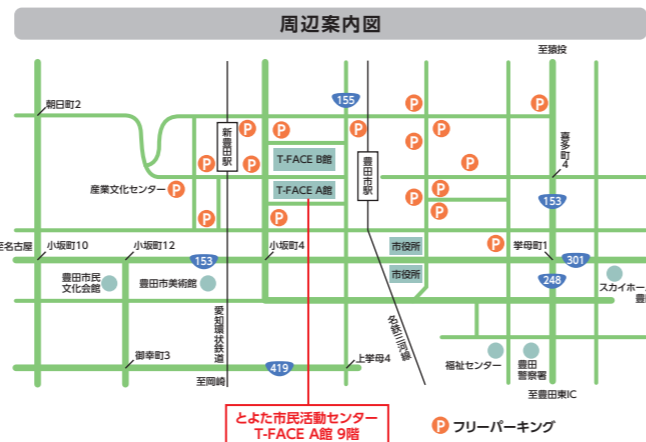 周辺案内図
至猿投
朝日町2
155
新豊田駅
T-FACE B館
豊田市駅
喜多町4
T-FACE A館
産業文化センター
153
至名古屋
小坂町10
小坂町12
153
小坂町4
市役所
挙母町1
301
豊田市民
文化会館
豊田市美術館
市役所
248
スカイホー
愛知環状鉄道
名鉄三河線
御幸町3
419
上挙母4
福祉センター
豊田
警察署
至岡崎
至豊田東IC
とよた市民活動センター
T-FACE A館 9階
P フリーパーキング